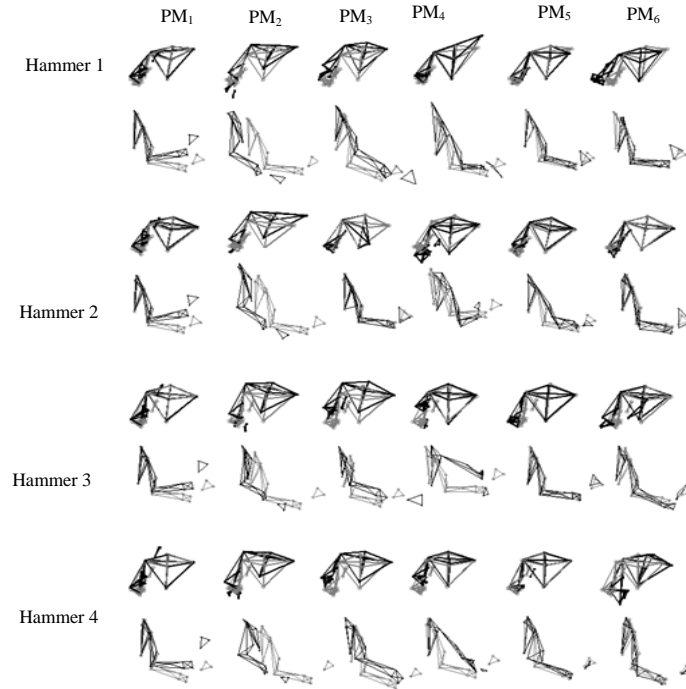 PM₁ PM₂ PM₃ PM₄ PM₅ PM₆
Hammer 1
Hammer 2
Hammer 3
Hammer 4